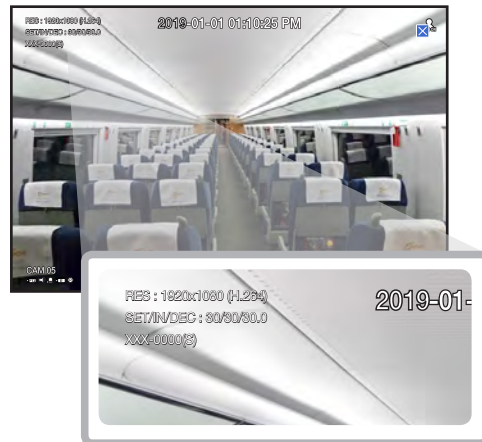 RES : 1920x1080 (H.264)
2019-01-01 01:10:25 PM
SET/IN/DEC : 30/30/30.0
XXX-0000(S)
CAM 05
RES : 1920x1080 (H.264)
2019-01-
SET/IN/DEC : 30/30/30.0
XXX-0000(S)